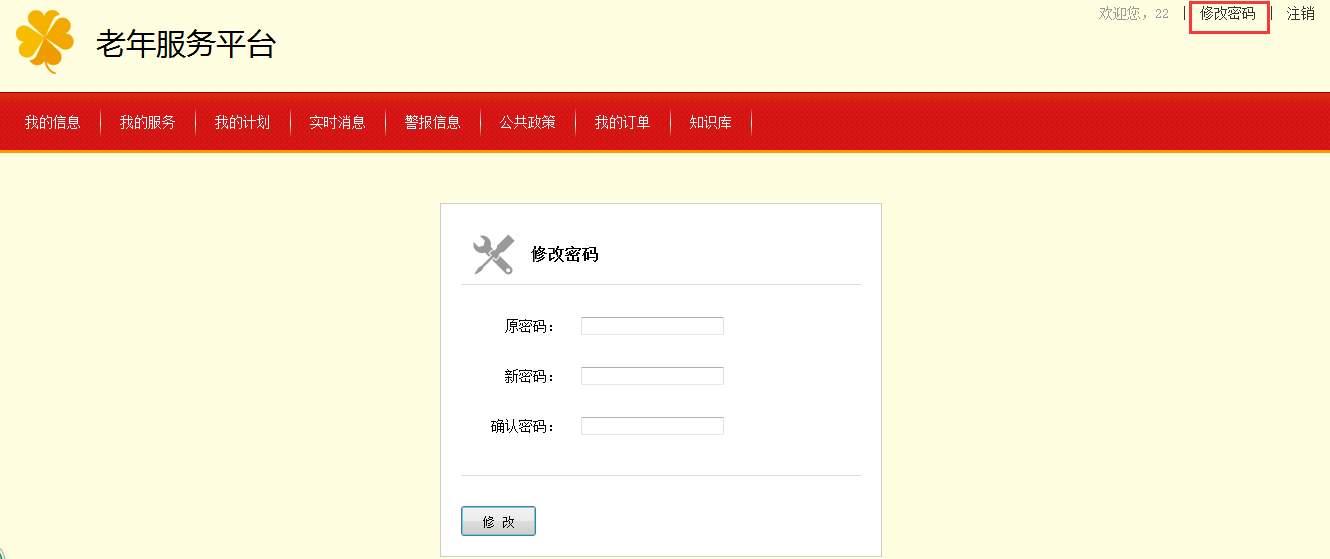 欢迎您，22 | 修改密码 | 注销
老年服务平台
我的信息 我的服务 我的计划 实时消息 警报信息 公共政策 我的订单 知识库
修改密码
原密码：
新密码：
确认密码：
修 改